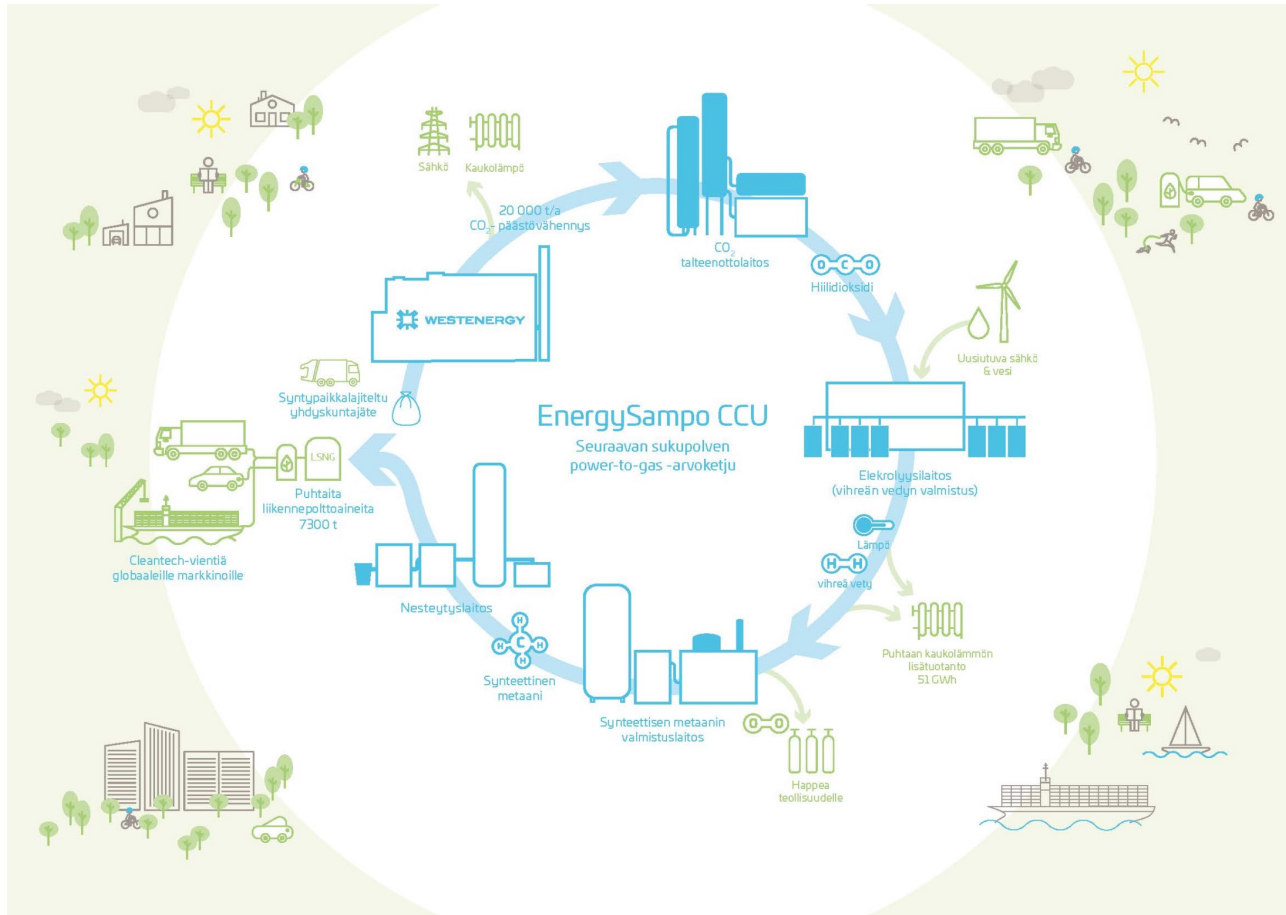 Sähkö
Kaukolämpö
20 000 t/a
CO₂- päästövähennys
CO₂
talteenottolaitos
O C O
Hiilidioksidi
WESTENERGY
Uusiutuva sähkö
& vesi
Syntypaikkalajiteltu
yhdyskuntajäte
EnergySampo CCU
Seuraavan sukupolven
power-to-gas -arvoketju
Elekrolyysilaitos
(vihreän vedyn valmistus)
LSNG
Puhtaita
liikennepolttoaineita
7300 t
Cleantech-vientiä
globaaleille markkinoille
Lämpö
H H
vihreä vety
Nesteytyslaitos
Puhtaan kaukolämmön
lisätuotanto
51 GWh
H
H C H
H
Synteettinen
metaani
Synteettisen metaanin
valmistuslaitos
O O
Happea
teollisuudelle